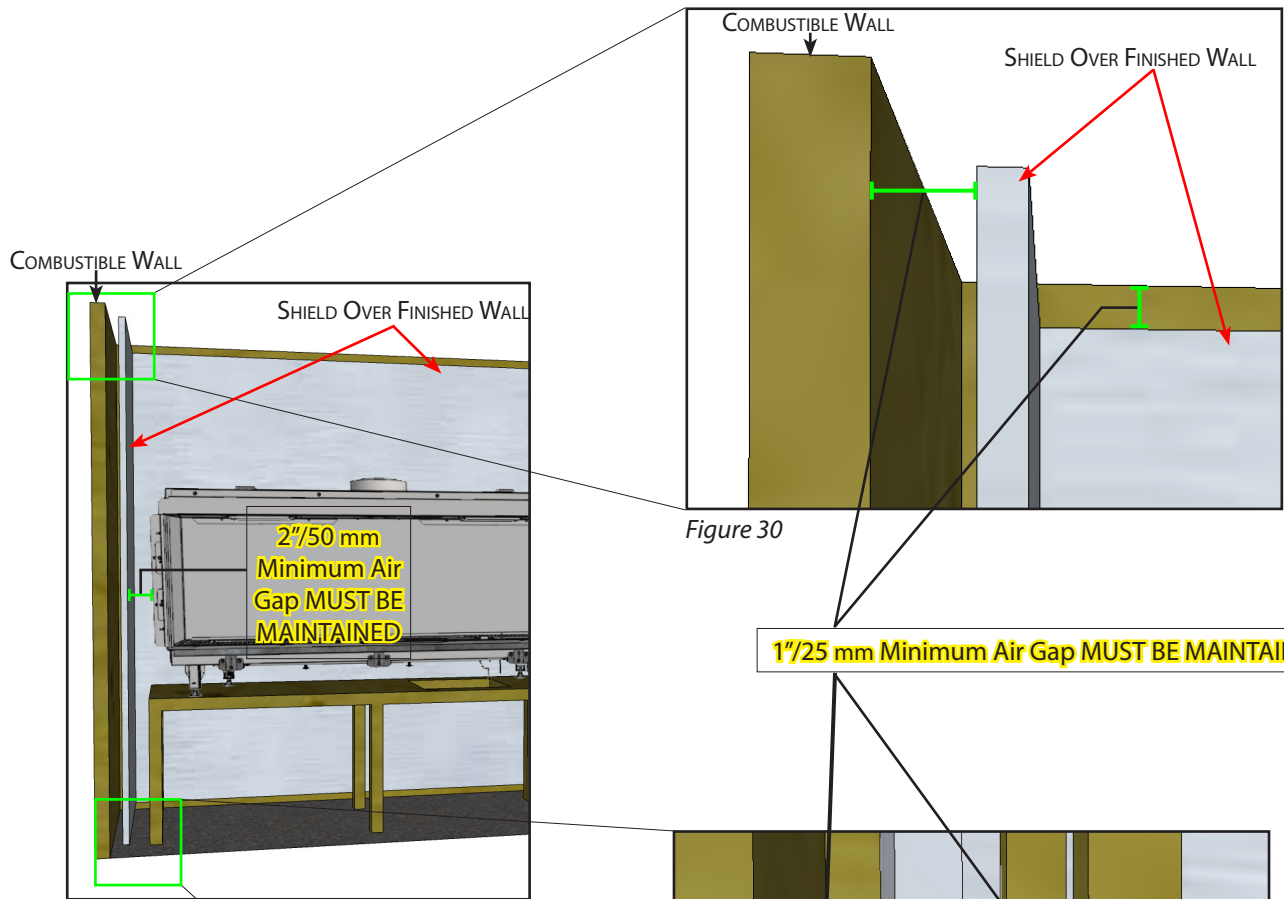 COMBUSTIBLE WALL
SHIELD OVER FINISHED WALL
COMBUSTIBLE WALL
SHIELD OVER FINISHED WALL
2"/50 mm
Minimum Air
Gap MUST BE
MAINTAINED
Figure 30
1"/25 mm Minimum Air Gap MUST BE